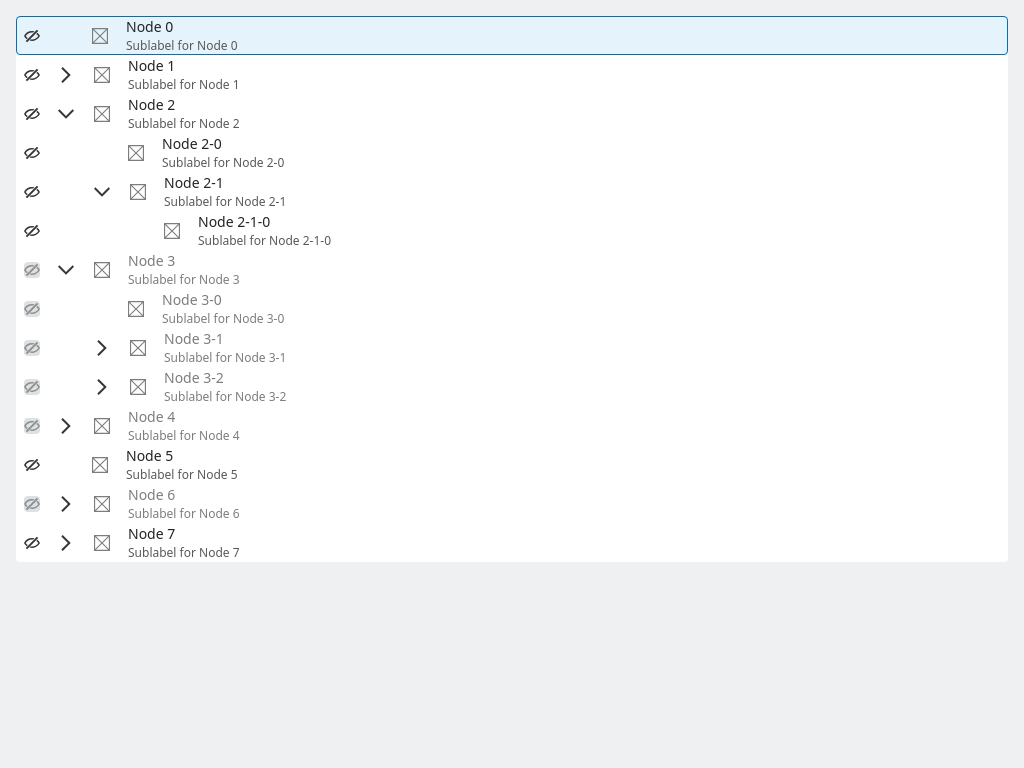 Node 0
Sublabel for Node 0
Node 1
Sublabel for Node 1
Node 2
Sublabel for Node 2
Node 2-0
Sublabel for Node 2-0
Node 2-1
Sublabel for Node 2-1
Node 2-1-0
Sublabel for Node 2-1-0
Node 3
Sublabel for Node 3
Node 3-0
Sublabel for Node 3-0
Node 3-1
Sublabel for Node 3-1
Node 3-2
Sublabel for Node 3-2
Node 4
Sublabel for Node 4
Node 5
Sublabel for Node 5
Node 6
Sublabel for Node 6
Node 7
Sublabel for Node 7